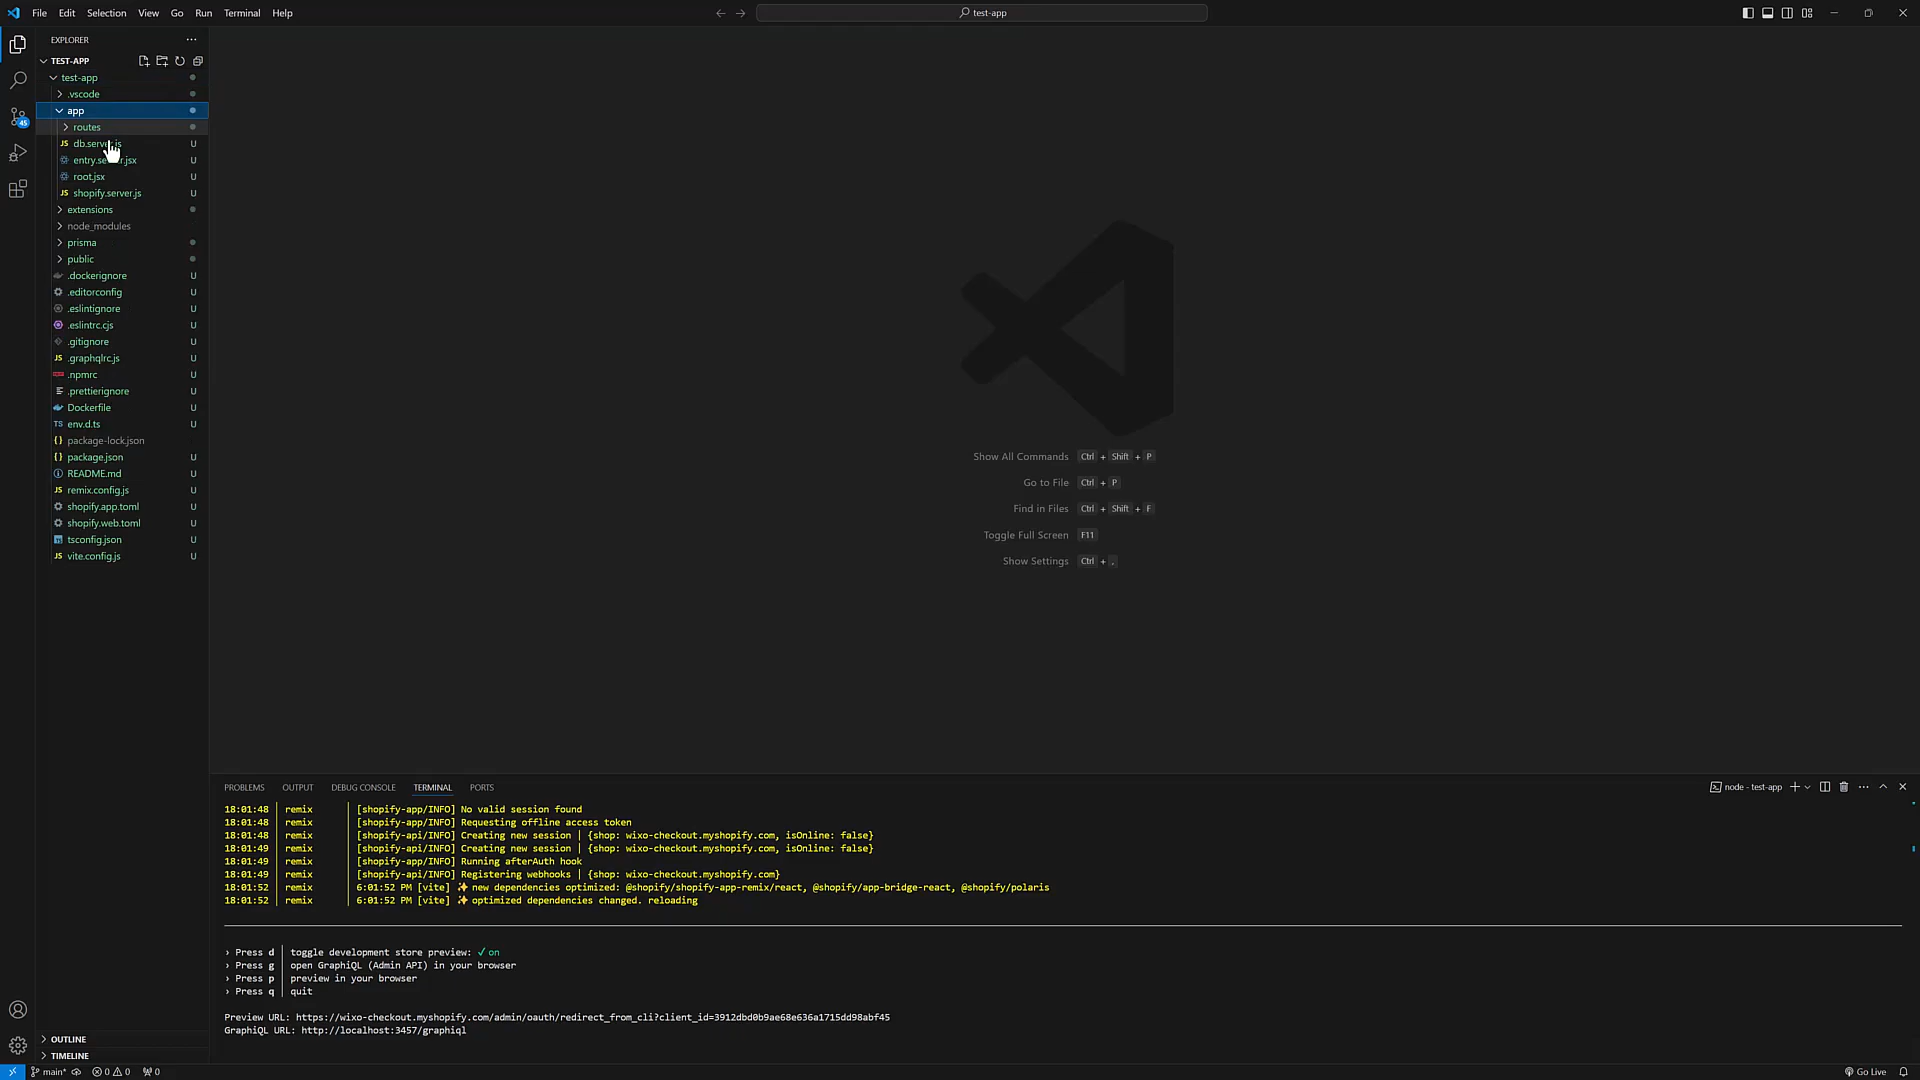 File Edit Selection View Go Run Terminal Help
test-app
EXPLORER
TEST-APP
test-app
.vscode
app
routes
db.server.js U
JS
entry.server.jsx U
root.jsx U
JS shopify.server.js U
extensions
node_modules
prisma
public
.dockerignore U
.editorconfig U
.eslintignore U
.eslintrc.cjs U
.gitignore U
JS .graphqlrc.js U
.npmrc U
.prettierignore U
Dockerfile U
TS env.d.ts U
{} package-lock.json
{} package.json U
README.md U
JS remix.config.js U
shopify.app.toml U
shopify.web.toml U
tsconfig.json U
JS vite.config.js U
45
Show All Commands Ctrl + Shift + P
Go to File Ctrl + P
Find in Files Ctrl + Shift + F
Toggle Full Screen F11
Show Settings Ctrl + ,
PROBLEMS OUTPUT DEBUG CONSOLE TERMINAL PORTS
node - test-app
18:01:48 | remix | [shopify-app/INFO] No valid session found
18:01:48 | remix | [shopify-app/INFO] Requesting offline access token
18:01:48 | remix | [shopify-api/INFO] Creating new session | {shop: wixo-checkout.myshopify.com, isOnline: false}
18:01:49 | remix | [shopify-api/INFO] Creating new session | {shop: wixo-checkout.myshopify.com, isOnline: false}
18:01:49 | remix | [shopify-app/INFO] Running afterAuth hook
18:01:49 | remix | [shopify-api/INFO] Registering webhooks | {shop: wixo-checkout.myshopify.com}
18:01:52 | remix | 6:01:52 PM [vite] ✨ new dependencies optimized: @shopify/shopify-app-remix/react, @shopify/app-bridge-react, @shopify/polaris
18:01:52 | remix | 6:01:52 PM [vite] ✨ optimized dependencies changed. reloading
› Press d | toggle development store preview: ✓ on
› Press g | open GraphiQL (Admin API) in your browser
› Press p | preview in your browser
› Press q | quit
Preview URL: https://wixo-checkout.myshopify.com/admin/oauth/redirect_from_cli?client_id=3912dbd0b9ae68e636a1715dd98abf45
GraphiQL URL: http://localhost:3457/graphiql
OUTLINE
TIMELINE
main* 0 0 0
Go Live